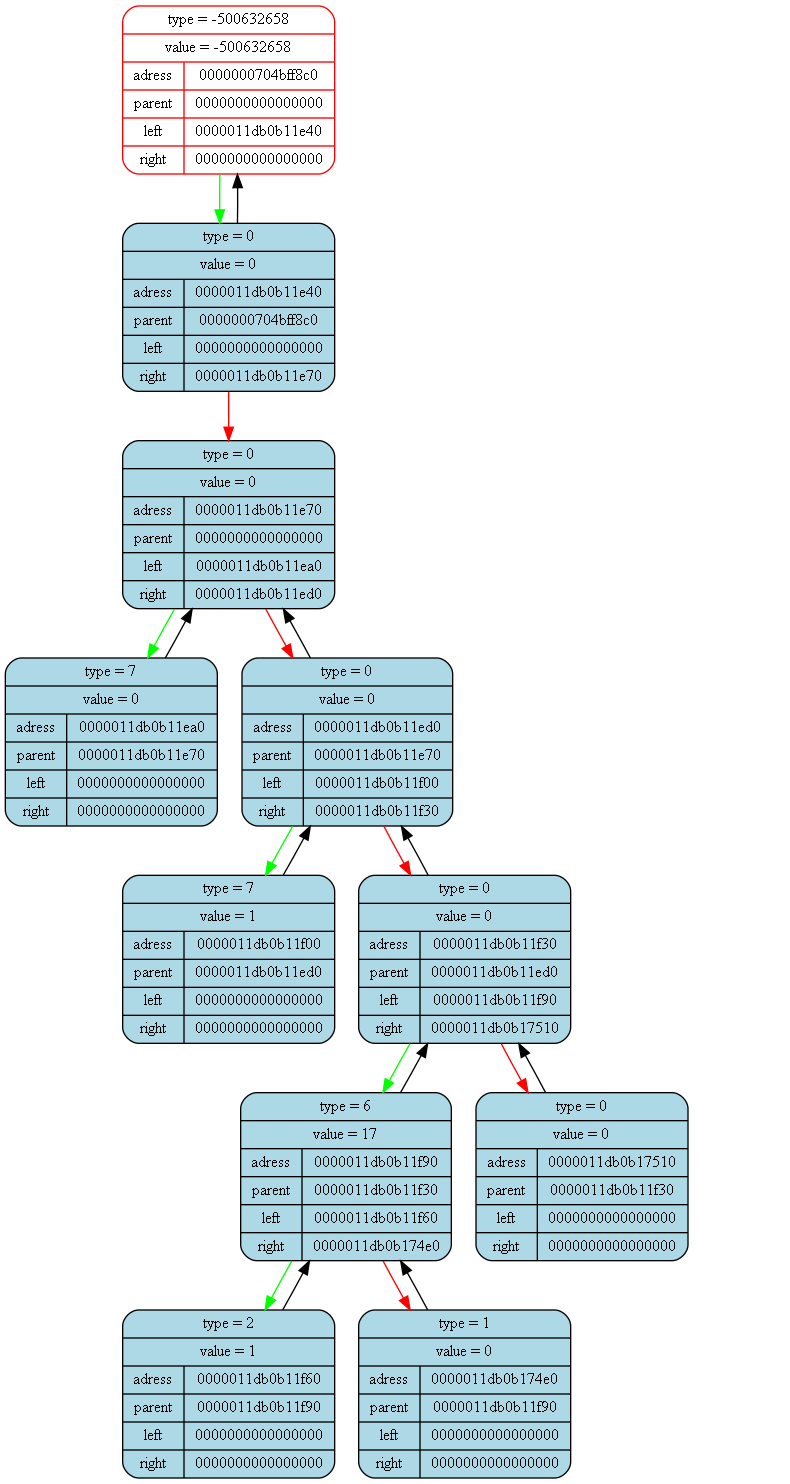 type = -500632658
value = -500632658
adress 0000000704bff8c0
parent 0000000000000000
left 0000011db0b11e40
right 0000000000000000
type = 0
value = 0
adress 0000011db0b11e40
parent 0000000704bff8c0
left 0000000000000000
right 0000011db0b11e70
type = 0
value = 0
adress 0000011db0b11e70
parent 0000000000000000
left 0000011db0b11ea0
right 0000011db0b11ed0
type = 7
value = 0
adress 0000011db0b11ea0
parent 0000011db0b11e70
left 0000000000000000
right 0000000000000000
type = 0
value = 0
adress 0000011db0b11ed0
parent 0000011db0b11e70
left 0000011db0b11f00
right 0000011db0b11f30
type = 7
value = 1
adress 0000011db0b11f00
parent 0000011db0b11ed0
left 0000000000000000
right 0000000000000000
type = 0
value = 0
adress 0000011db0b11f30
parent 0000011db0b11ed0
left 0000011db0b11f90
right 0000011db0b17510
type = 6
value = 17
adress 0000011db0b11f90
parent 0000011db0b11f30
left 0000011db0b11f60
right 0000011db0b174e0
type = 0
value = 0
adress 0000011db0b17510
parent 0000011db0b11f30
left 0000000000000000
right 0000000000000000
type = 2
value = 1
adress 0000011db0b11f60
parent 0000011db0b11f90
left 0000000000000000
right 0000000000000000
type = 1
value = 0
adress 0000011db0b174e0
parent 0000011db0b11f90
left 0000000000000000
right 0000000000000000